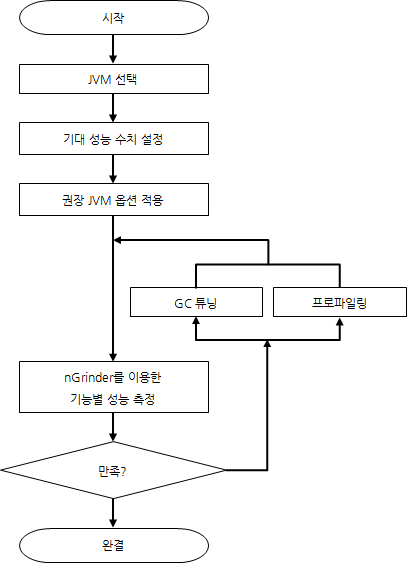 시작
JVM 선택
기대 성능 수치 설정
권장 JVM 옵션 적용
GC 튜닝
프로파일링
nGrinder를 이용한
기능별 성능 측정
만족?
완결